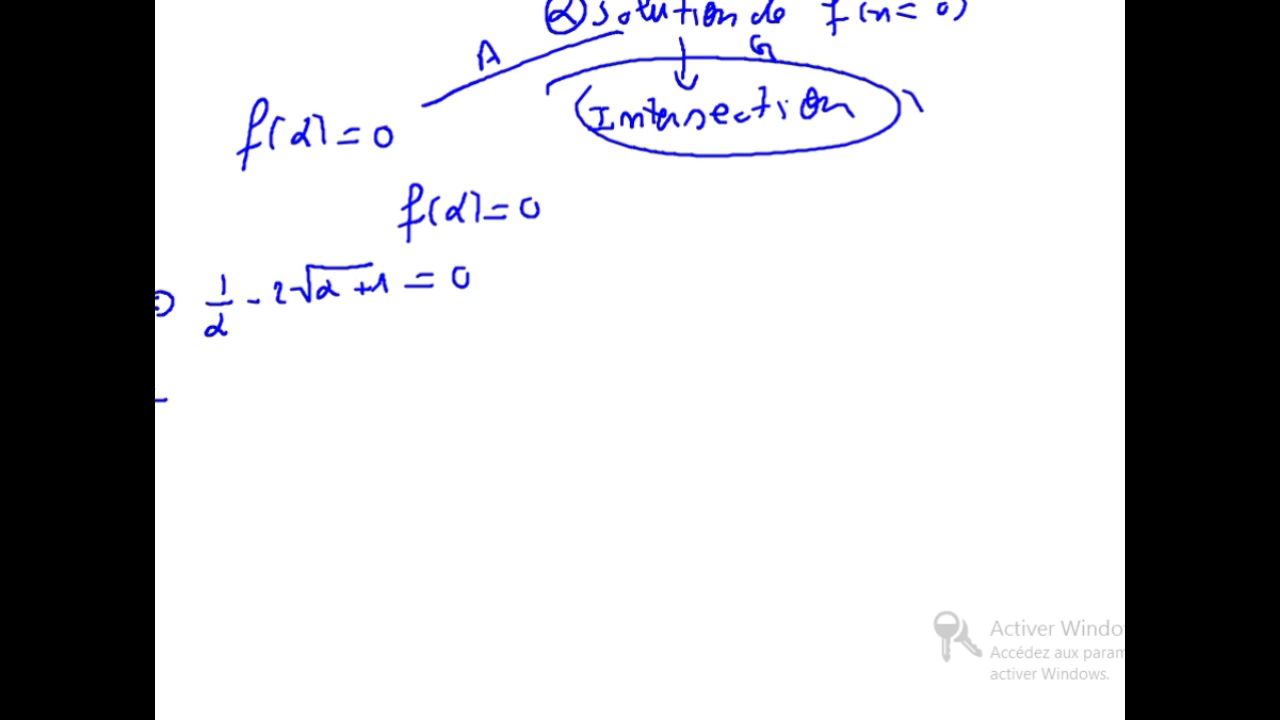 α solution de f(x = 0)
A G
Intersection
f(α) = 0
f(α) = 0
1/α - 2√α+1 = 0
Activer Windo
Accédez aux param
activer Windows.